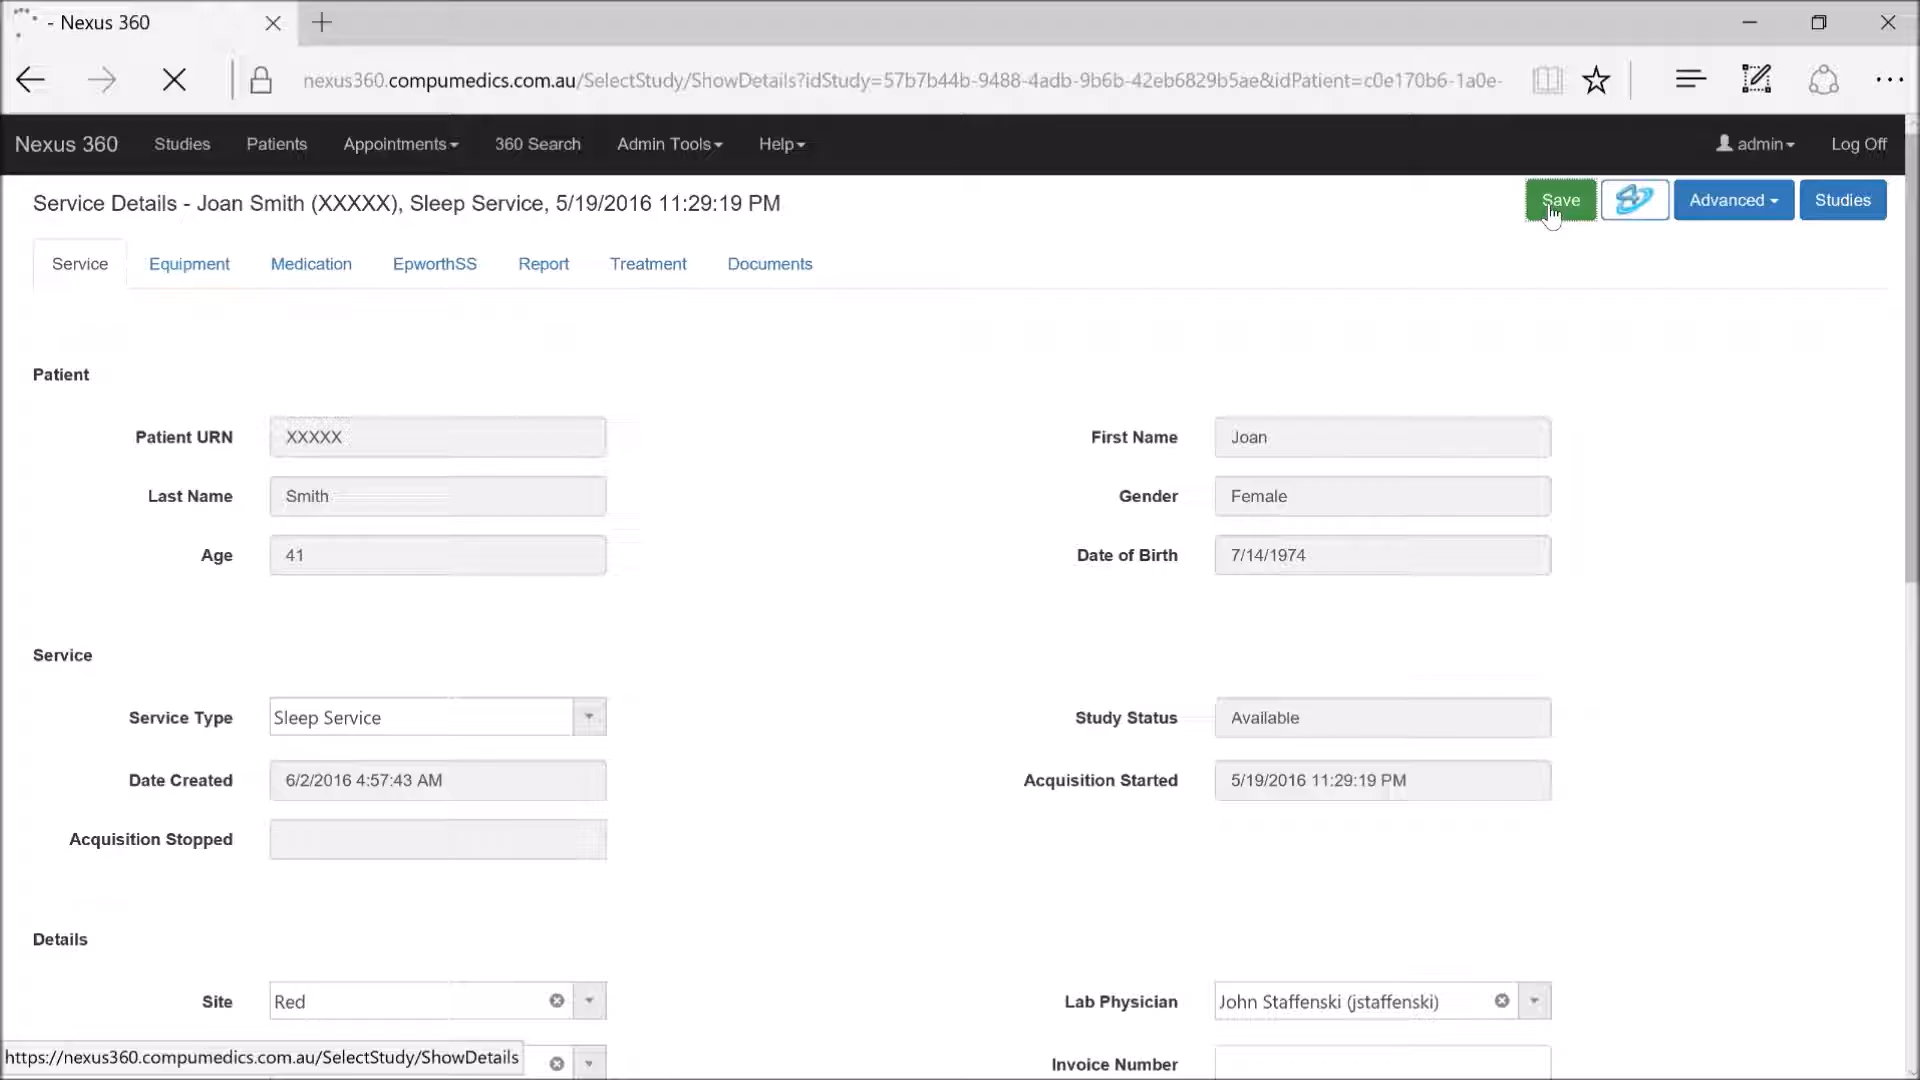 - Nexus 360
nexus360.compumedics.com.au/SelectStudy/ShowDetails?idStudy=57b7b44b-9488-4adb-9b6b-42eb6829b5ae&idPatient=c0e170b6-1a0e-
Nexus 360 Studies Patients Appointments 360 Search Admin Tools Help admin Log Off
Service Details - Joan Smith (XXXXX), Sleep Service, 5/19/2016 11:29:19 PM Save Advanced Studies
Service Equipment Medication EpworthSS Report Treatment Documents
Patient
Patient URN XXXXX First Name Joan
Last Name Smith Gender Female
Age 41 Date of Birth 7/14/1974
Service
Service Type Sleep Service Study Status Available
Date Created 6/2/2016 4:57:43 AM Acquisition Started 5/19/2016 11:29:19 PM
Acquisition Stopped
Details
Site Red Lab Physician John Staffenski (jstaffenski)
https://nexus360.compumedics.com.au/SelectStudy/ShowDetails Invoice Number